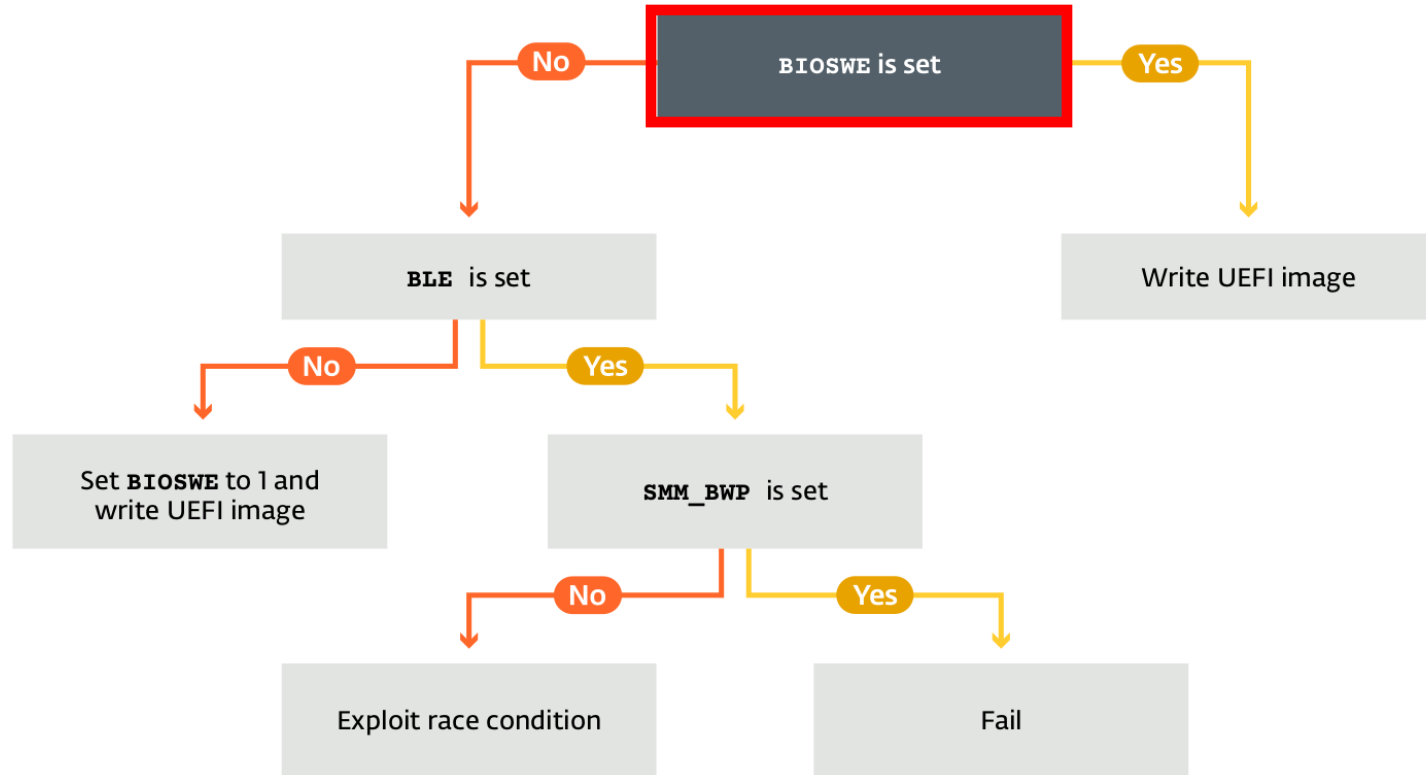 BIOSWE is set
No
Yes
BLE is set
Write UEFI image
No
Yes
Set BIOSWE to 1 and
write UEFI image
SMM_BWP is set
No
Yes
Exploit race condition
Fail